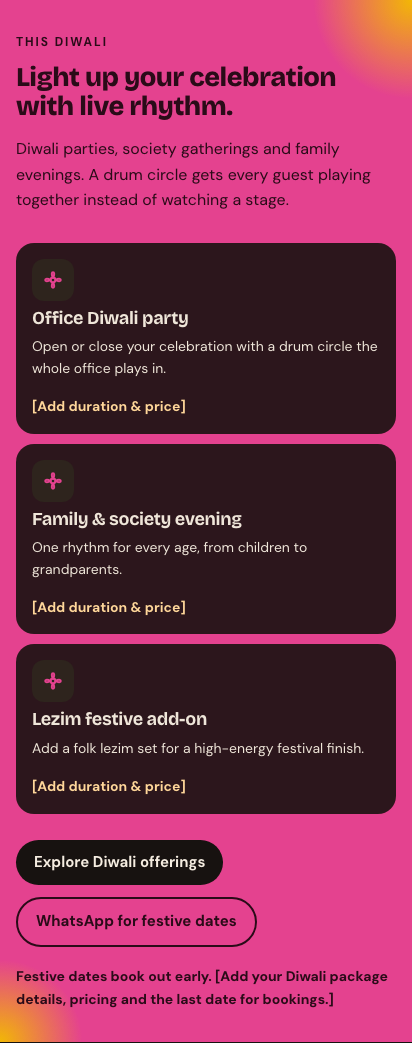 THIS DIWALI
Light up your celebration
with live rhythm.
Diwali parties, society gatherings and family
evenings. A drum circle gets every guest playing
together instead of watching a stage.
Office Diwali party
Open or close your celebration with a drum circle the
whole office plays in.
[Add duration & price]
Family & society evening
One rhythm for every age, from children to
grandparents.
[Add duration & price]
Lezim festive add-on
Add a folk lezim set for a high-energy festival finish.
[Add duration & price]
Explore Diwali offerings
WhatsApp for festive dates
Festive dates book out early. [Add your Diwali package
details, pricing and the last date for bookings.]